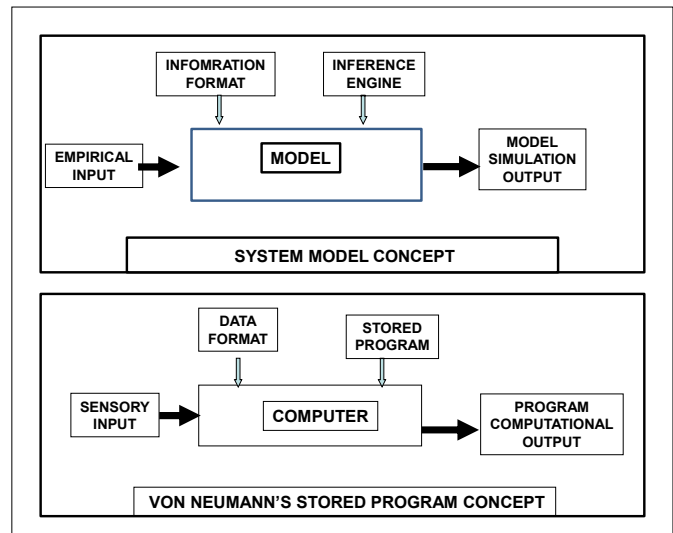 INFOMRATION
FORMAT
INFERENCE
ENGINE
EMPIRICAL
INPUT
MODEL
MODEL
SIMULATION
OUTPUT
SYSTEM MODEL CONCEPT
DATA
FORMAT
STORED
PROGRAM
SENSORY
INPUT
COMPUTER
PROGRAM
COMPUTATIONAL
OUTPUT
VON NEUMANN'S STORED PROGRAM CONCEPT